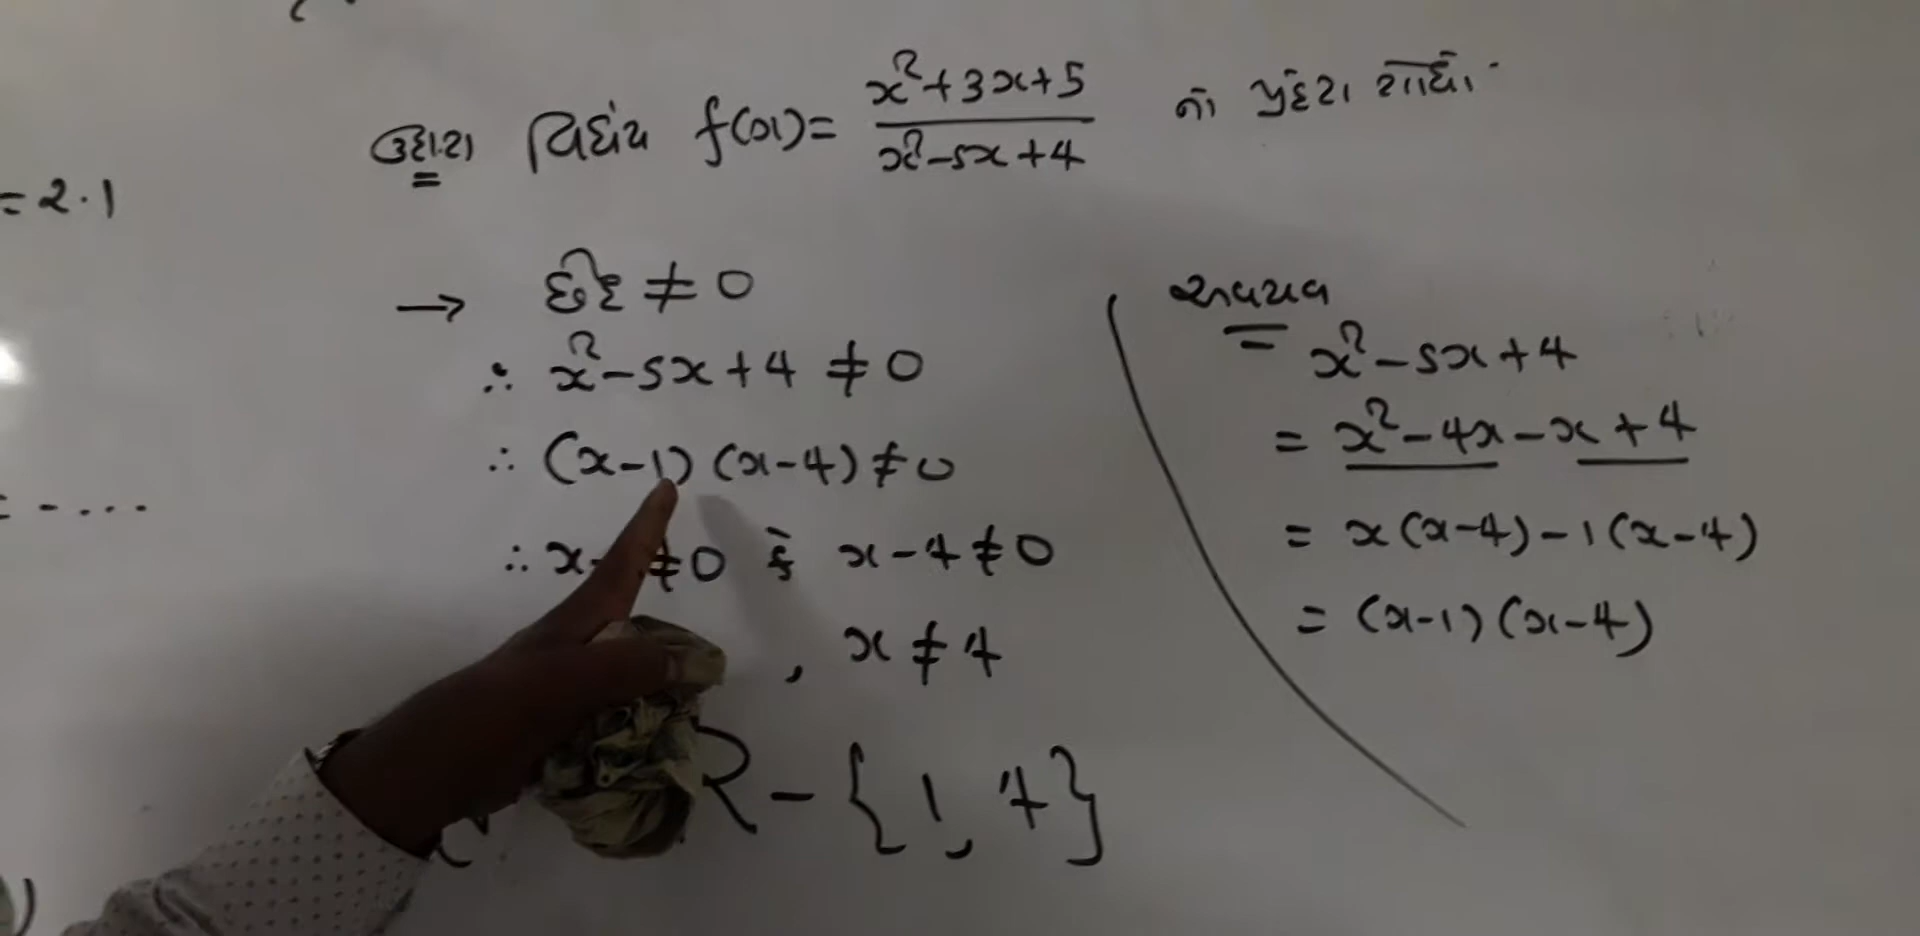 = 2.1
ઉદા.૨) વિધેય f(x) = x²+3x+5 / x²-5x+4 નો પ્રદેશ શોધો.
→ છેદ ≠ 0
∴ x²-5x+4 ≠ 0
∴ (x-1)(x-4) ≠ 0
∴ x- ≠0 કે x-4≠0
, x ≠ 4
R - {1, 4}
અવયવ
x²-5x+4
= x²-4x-x+4
= x(x-4)-1(x-4)
= (x-1)(x-4)
= - ....